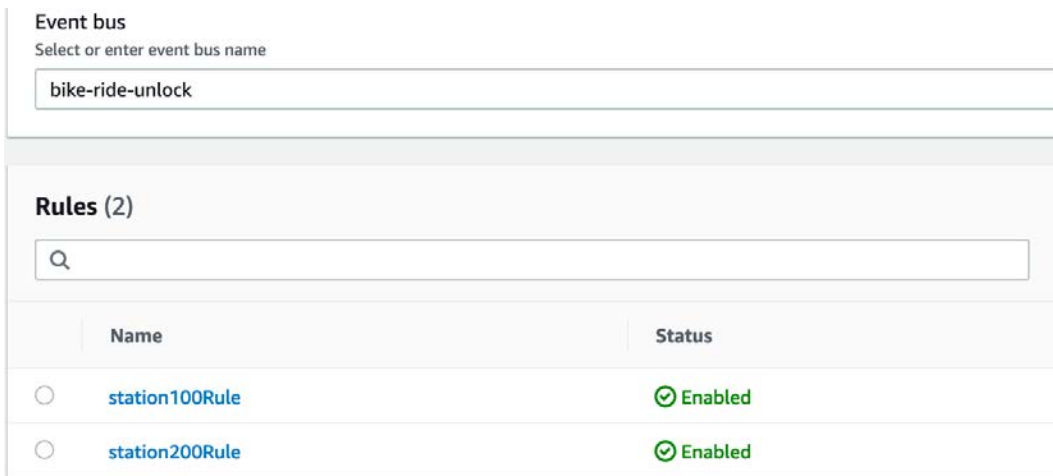 Event bus
Select or enter event bus name
bike-ride-unlock
Rules (2)
Name Status
station100Rule Enabled
station200Rule Enabled